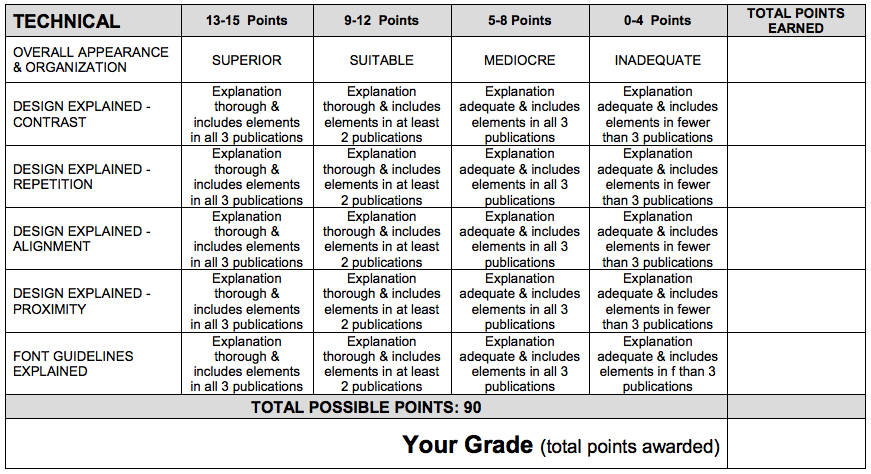 TECHNICAL 13-15 Points 9-12 Points 5-8 Points 0-4 Points TOTAL POINTS EARNED
OVERALL APPEARANCE
& ORGANIZATION
SUPERIOR
SUITABLE
MEDIOCRE
INADEQUATE
DESIGN EXPLAINED -
CONTRAST
Explanation
thorough &
includes elements
in all 3 publications
Explanation
thorough & includes
elements in at least
2 publications
Explanation
adequate & includes
elements in all 3
publications
Explanation
adequate & includes
elements in fewer
than 3 publications
DESIGN EXPLAINED -
REPETITION
Explanation
thorough &
includes elements
in all 3 publications
Explanation
thorough & includes
elements in at least
2 publications
Explanation
adequate & includes
elements in all 3
publications
Explanation
adequate & includes
elements in fewer
than 3 publications
DESIGN EXPLAINED -
ALIGNMENT
Explanation
thorough &
includes elements
in all 3 publications
Explanation
thorough & includes
elements in at least
2 publications
Explanation
adequate & includes
elements in all 3
publications
Explanation
adequate & includes
elements in fewer
than 3 publications
DESIGN EXPLAINED -
PROXIMITY
Explanation
thorough &
includes elements
in all 3 publications
Explanation
thorough & includes
elements in at least
2 publications
Explanation
adequate & includes
elements in all 3
publications
Explanation
adequate & includes
elements in fewer
than 3 publications
FONT GUIDELINES
EXPLAINED
Explanation
thorough &
includes elements
in all 3 publications
Explanation
thorough & includes
elements in at least
2 publications
Explanation
adequate & includes
elements in all 3
publications
Explanation
adequate & includes
elements in f than 3
publications
TOTAL POSSIBLE POINTS: 90
Your Grade (total points awarded)